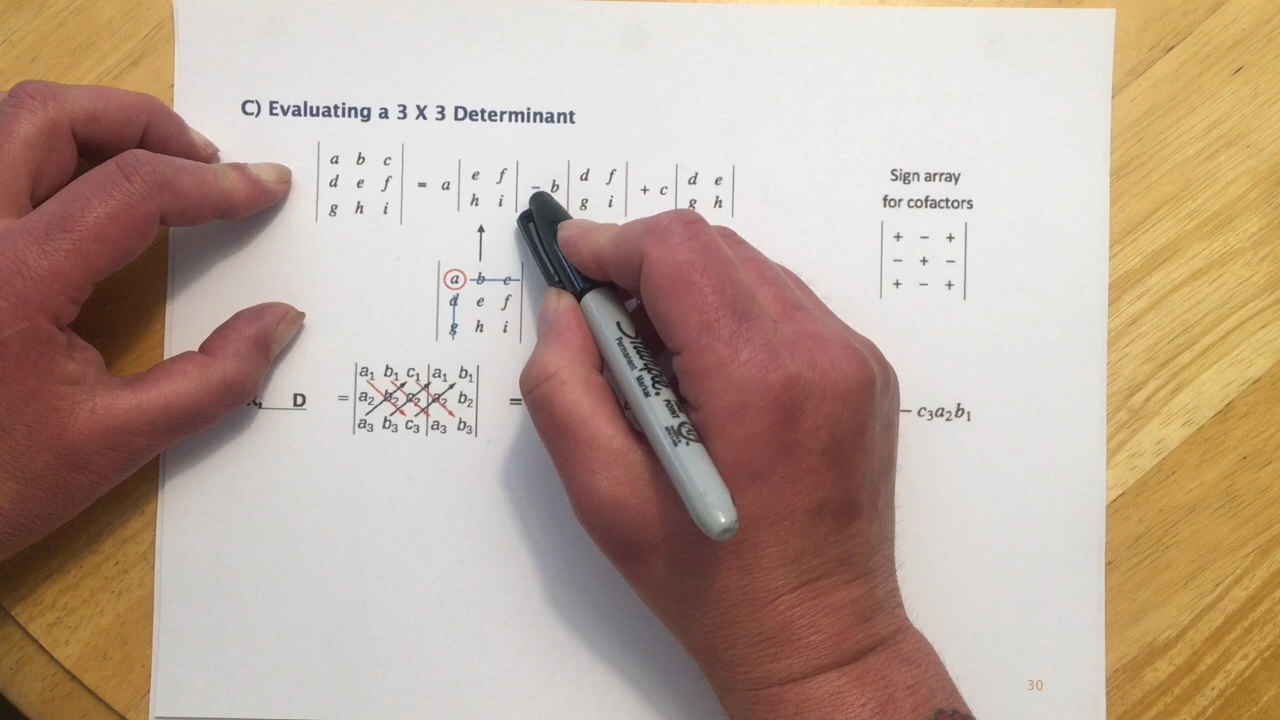 C) Evaluating a 3 X 3 Determinant
a b c
d e f
g h i
= a
e f
h i
- b
d f
g i
+ c
d e
g h
Sign array
for cofactors
+ - +
- + -
+ - +
a b c
d e f
g h i
D =
a₁ b₁ c₁ a₁ b₁
a₂ b₂ c₂ a₂ b₂
a₃ b₃ c₃ a₃ b₃
=
– c₃a₂b₁
Sharpie.
Permanent Marker
POINT
30